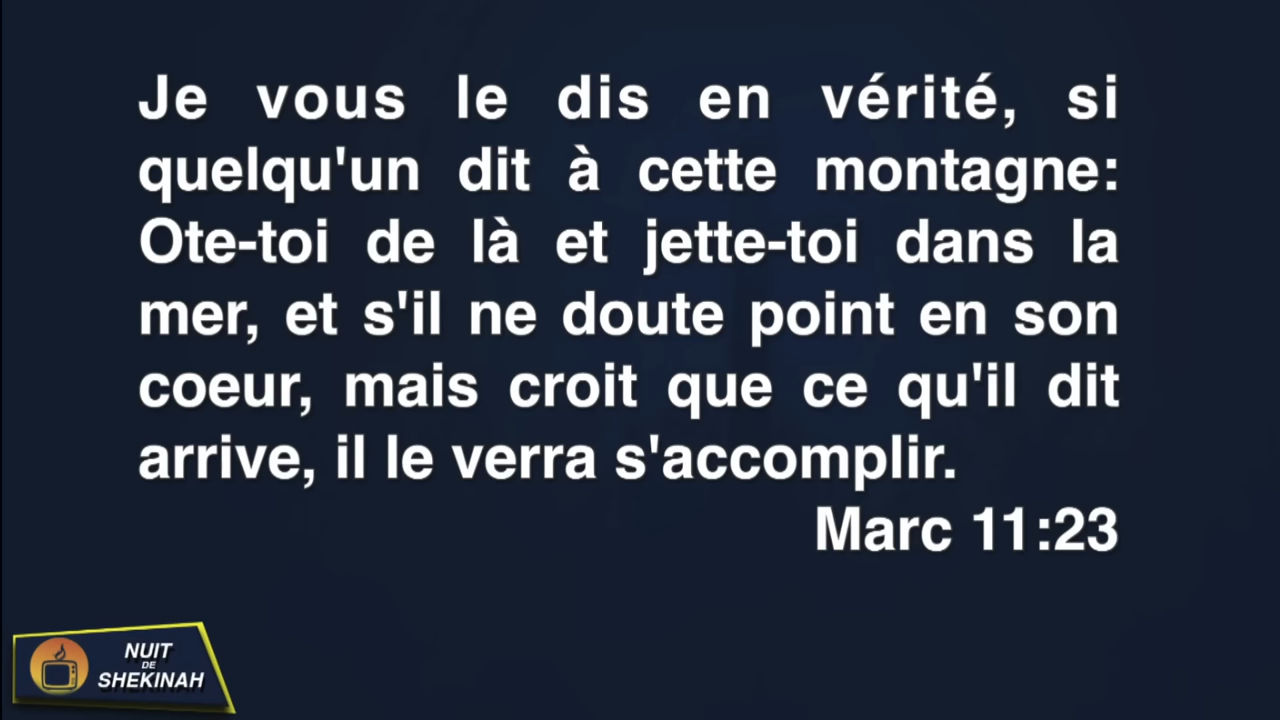 Je vous le dis en vérité, si
quelqu'un dit à cette montagne:
Ote-toi de là et jette-toi dans la
mer, et s'il ne doute point en son
coeur, mais croit que ce qu'il dit
arrive, il le verra s'accomplir.
Marc 11:23
NUIT
DE
SHEKINAH